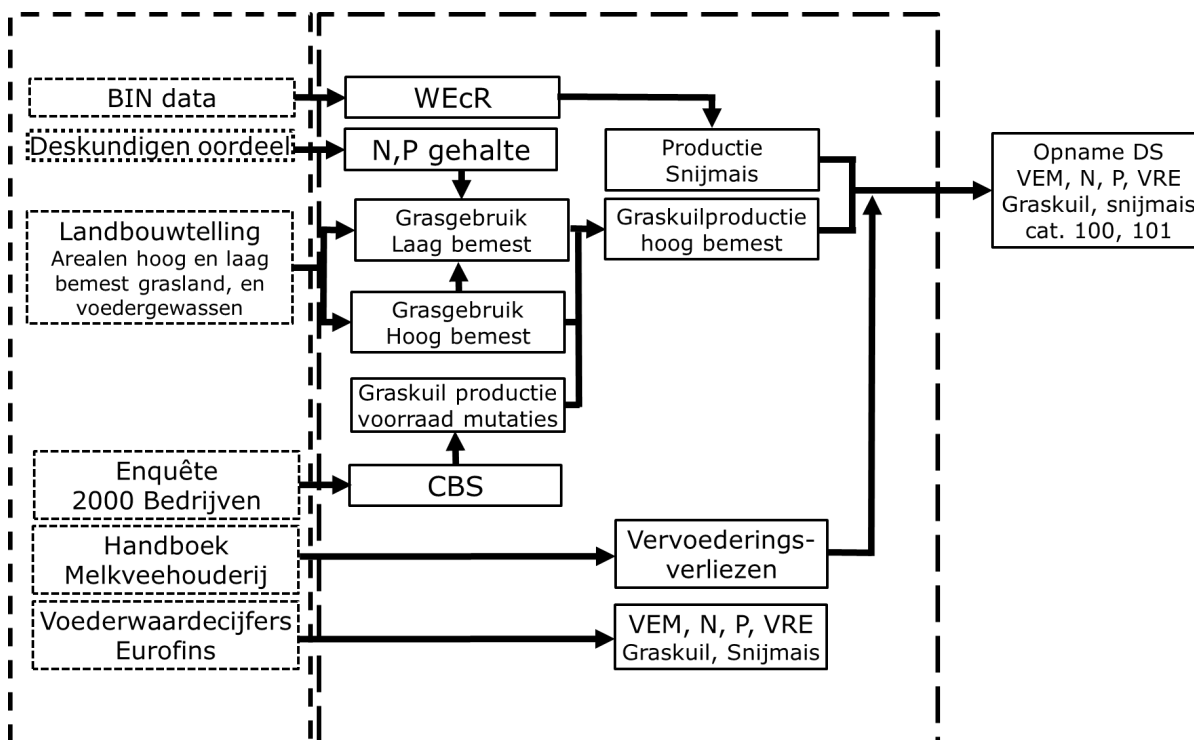 BIN data
WEcR
Deskundigen oordeel
N,P gehalte
Productie
Snijmais
Opname DS
VEM, N, P, VRE
Graskuil, snijmais
cat. 100, 101
Landbouwtelling
Arealen hoog en laag
bemest grasland, en
voedergewassen
Grasgebruik
Laag bemest
Graskuilproductie
hoog bemest
Grasgebruik
Hoog bemest
Graskuil productie
voorraad mutaties
Enquête
2000 Bedrijven
CBS
Handboek
Melkveehouderij
Vervoederings-
verliezen
Voederwaardecijfers
Eurofins
VEM, N, P, VRE
Graskuil, Snijmais